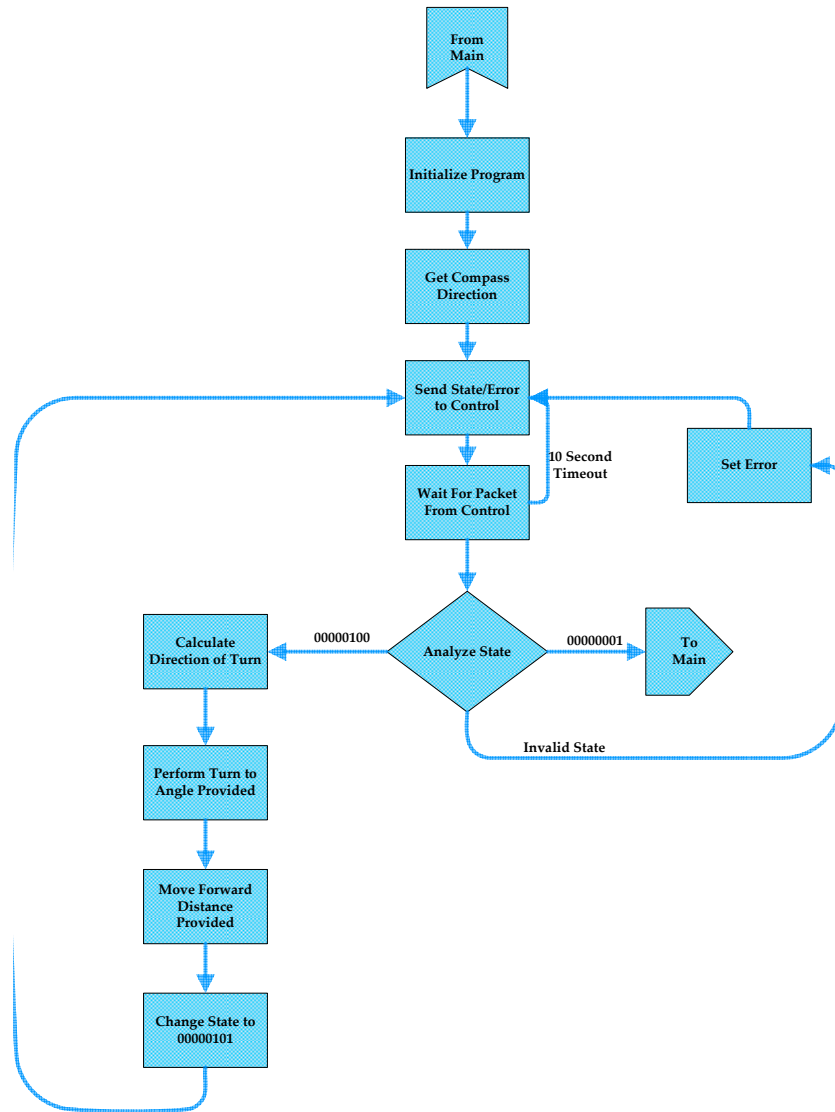 From
Main
Initialize Program
Get Compass
Direction
Send State/Error
to Control
10 Second
Timeout
Set Error
Wait For Packet
From Control
Analyze State
00000100
00000001
To
Main
Invalid State
Calculate
Direction of Turn
Perform Turn to
Angle Provided
Move Forward
Distance
Provided
Change State to
00000101